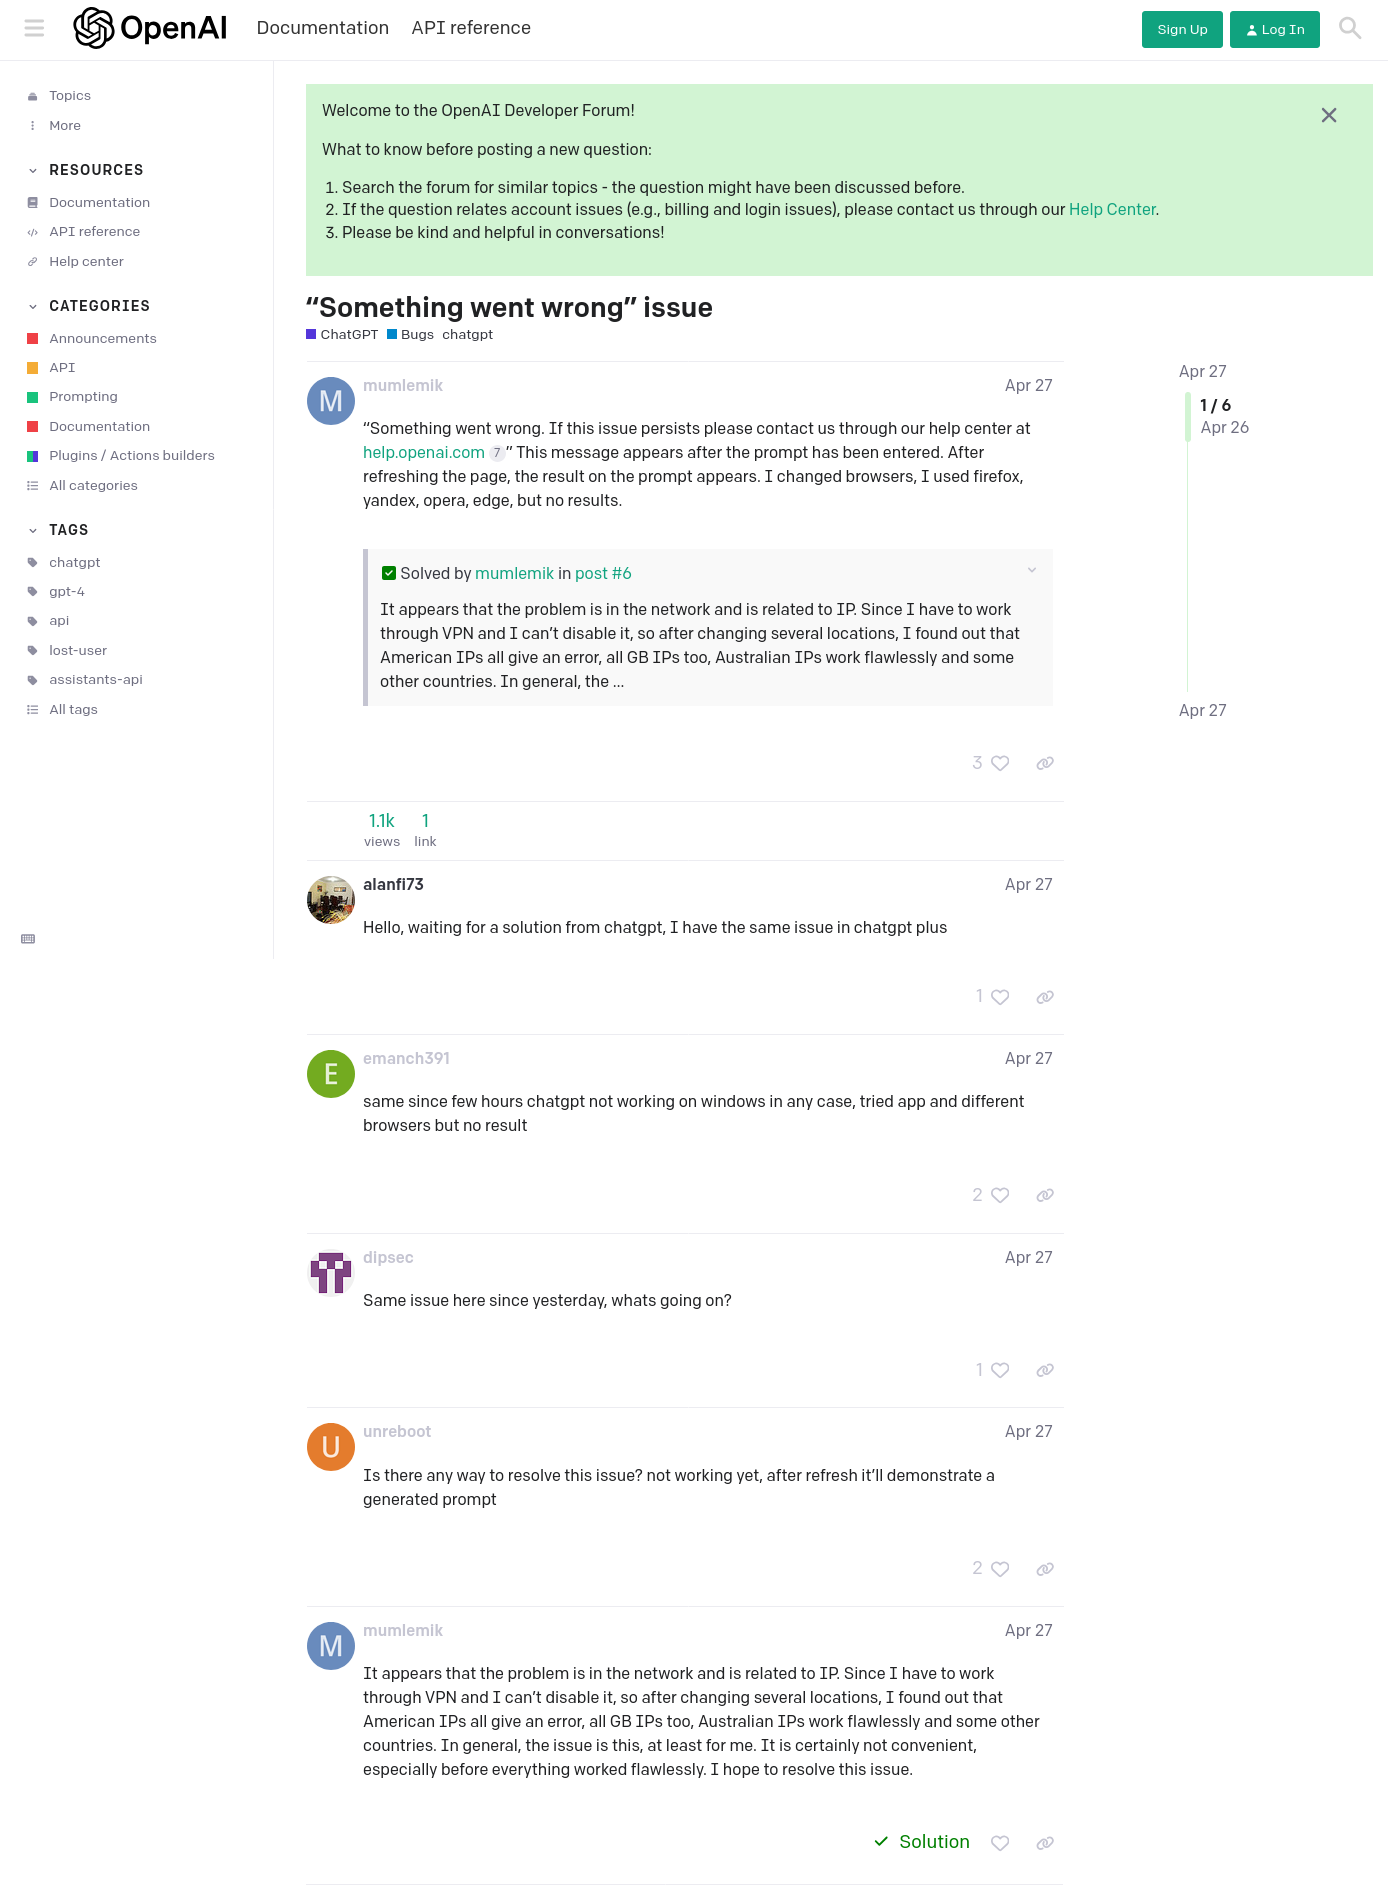 OpenAI Documentation API reference Sign Up Log In
Topics
More
RESOURCES
Documentation
API reference
Help center
CATEGORIES
Announcements
API
Prompting
Documentation
Plugins / Actions builders
All categories
TAGS
chatgpt
gpt-4
api
lost-user
assistants-api
All tags
Welcome to the OpenAI Developer Forum!
What to know before posting a new question:
1. Search the forum for similar topics - the question might have been discussed before.
2. If the question relates account issues (e.g., billing and login issues), please contact us through our Help Center.
3. Please be kind and helpful in conversations!
“Something went wrong” issue
ChatGPT Bugs chatgpt
M mumlemik Apr 27
“Something went wrong. If this issue persists please contact us through our help center at
help.openai.com 7” This message appears after the prompt has been entered. After
refreshing the page, the result on the prompt appears. I changed browsers, I used firefox,
yandex, opera, edge, but no results.
Solved by mumlemik in post #6
It appears that the problem is in the network and is related to IP. Since I have to work
through VPN and I can’t disable it, so after changing several locations, I found out that
American IPs all give an error, all GB IPs too, Australian IPs work flawlessly and some
other countries. In general, the …
3
1.1k 1
views link
alanfi73 Apr 27
Hello, waiting for a solution from chatgpt, I have the same issue in chatgpt plus
1
E emanch391 Apr 27
same since few hours chatgpt not working on windows in any case, tried app and different
browsers but no result
2
dipsec Apr 27
Same issue here since yesterday, whats going on?
1
U unreboot Apr 27
Is there any way to resolve this issue? not working yet, after refresh it’ll demonstrate a
generated prompt
2
M mumlemik Apr 27
It appears that the problem is in the network and is related to IP. Since I have to work
through VPN and I can’t disable it, so after changing several locations, I found out that
American IPs all give an error, all GB IPs too, Australian IPs work flawlessly and some other
countries. In general, the issue is this, at least for me. It is certainly not convenient,
especially before everything worked flawlessly. I hope to resolve this issue.
Solution
Apr 27
1 / 6
Apr 26
Apr 27